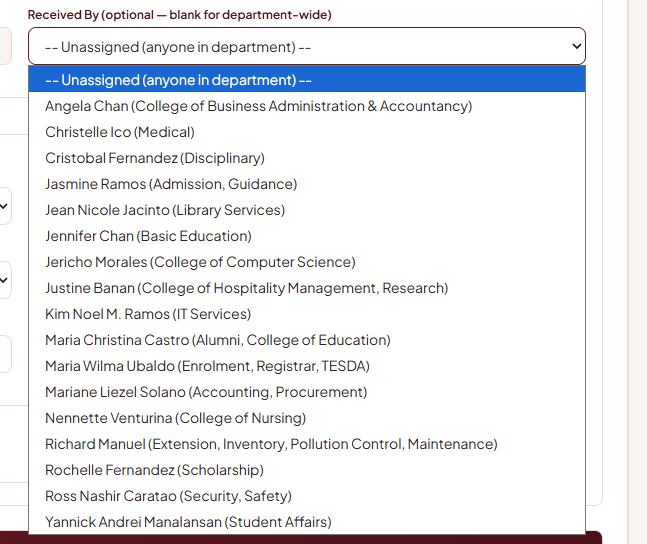 Received By (optional — blank for department-wide)
-- Unassigned (anyone in department) --
-- Unassigned (anyone in department) --
Angela Chan (College of Business Administration & Accountancy)
Christelle Ico (Medical)
Cristobal Fernandez (Disciplinary)
Jasmine Ramos (Admission, Guidance)
Jean Nicole Jacinto (Library Services)
Jennifer Chan (Basic Education)
Jericho Morales (College of Computer Science)
Justine Banan (College of Hospitality Management, Research)
Kim Noel M. Ramos (IT Services)
Maria Christina Castro (Alumni, College of Education)
Maria Wilma Ubaldo (Enrolment, Registrar, TESDA)
Mariane Liezel Solano (Accounting, Procurement)
Nennette Venturina (College of Nursing)
Richard Manuel (Extension, Inventory, Pollution Control, Maintenance)
Rochelle Fernandez (Scholarship)
Ross Nashir Caratao (Security, Safety)
Yannick Andrei Manalansan (Student Affairs)